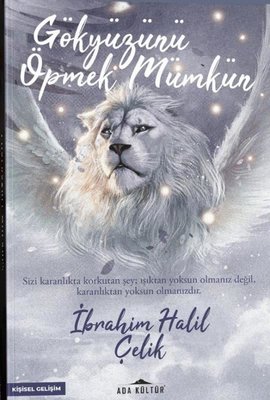 Gökyüzünü
Öpmek Mümkün
Sizi karanlıkta korkutan şey; ışıktan yoksun olmanız değil,
karanlıktan yoksun olmanızdır.
İbrahim Halil
Çelik
KİŞİSEL GELİŞİM
ADA KÜLTÜR